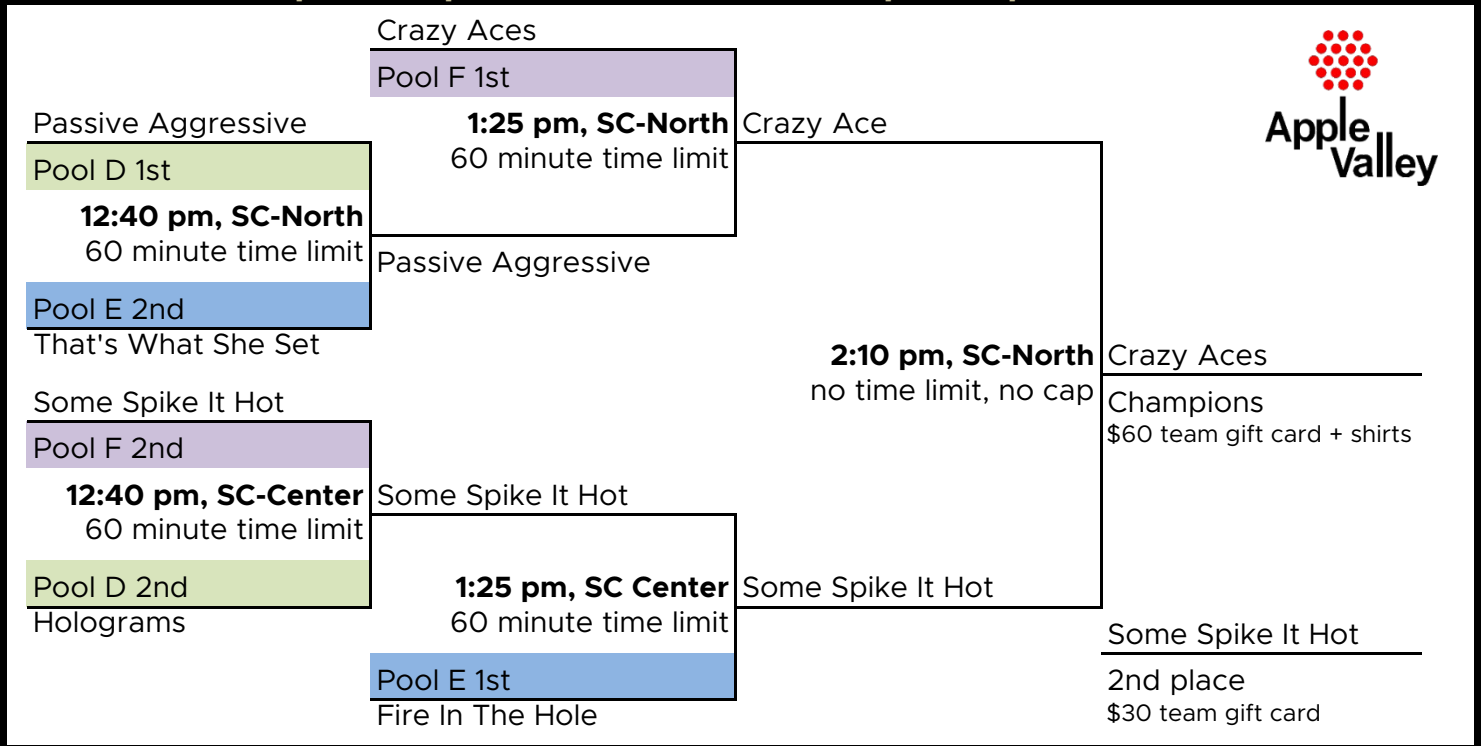 Crazy Aces
Pool F 1st
Passive Aggressive
Pool D 1st
12:40 pm, SC-North
60 minute time limit
Pool E 2nd
That's What She Set
1:25 pm, SC-North
60 minute time limit
Crazy Ace
Passive Aggressive
Some Spike It Hot
Pool F 2nd
12:40 pm, SC-Center
60 minute time limit
Pool D 2nd
Holograms
Some Spike It Hot
1:25 pm, SC Center
60 minute time limit
Pool E 1st
Fire In The Hole
Some Spike It Hot
2:10 pm, SC-North
no time limit, no cap
Crazy Aces
Champions
$60 team gift card + shirts
Some Spike It Hot
2nd place
$30 team gift card
Apple
Valley